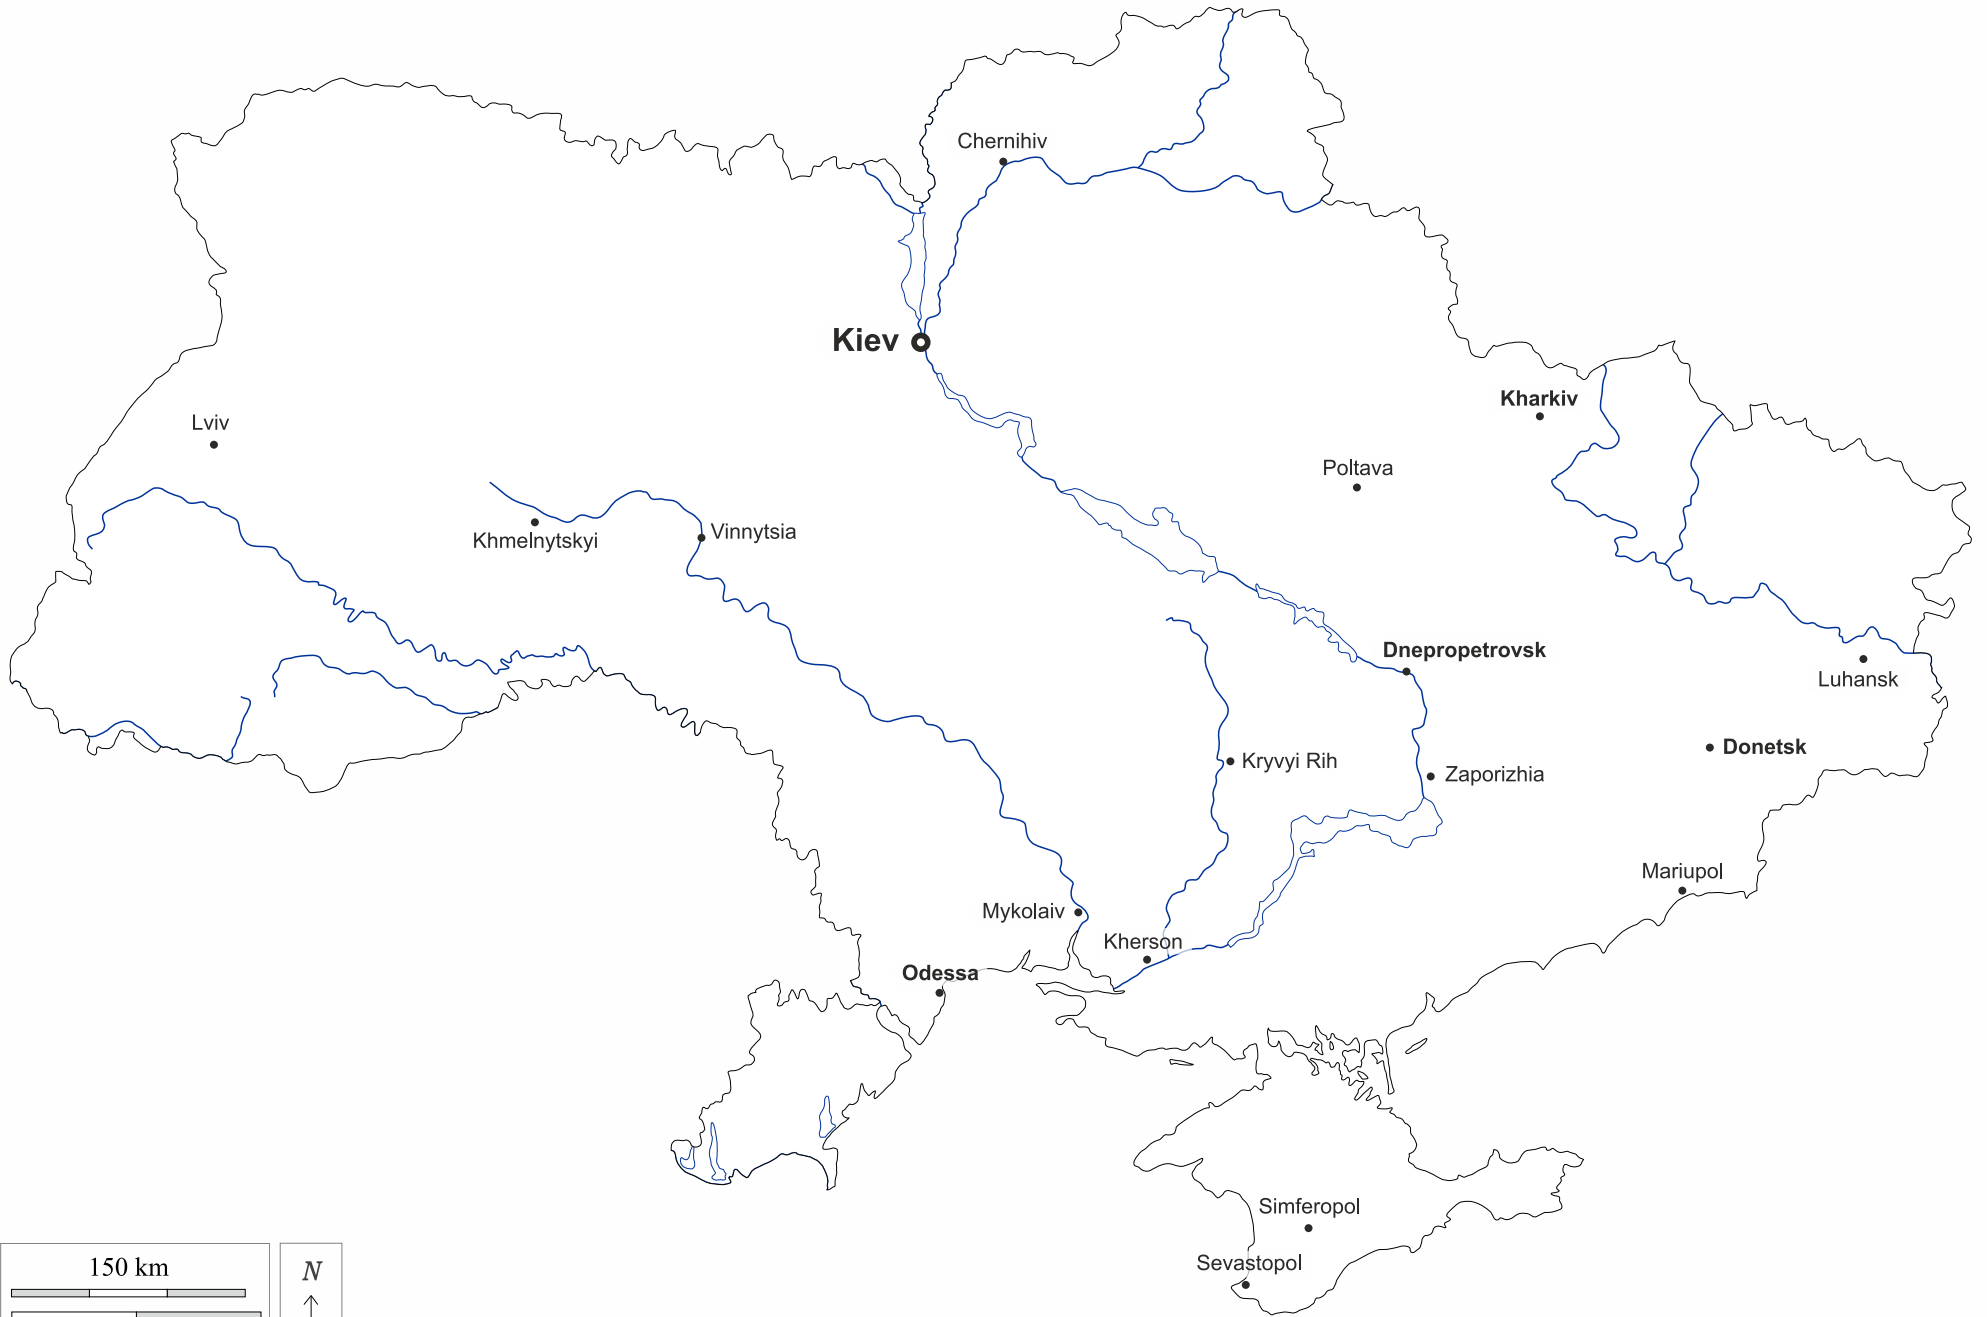 Chernihiv
Kiev
Kharkiv
Lviv
Poltava
Vinnytsia
Khmelnytskyi
Dnepropetrovsk
Luhansk
Donetsk
Kryvyi Rih
Zaporizhia
Mariupol
Mykolaiv
Kherson
Odessa
Simferopol
Sevastopol
150 km
N